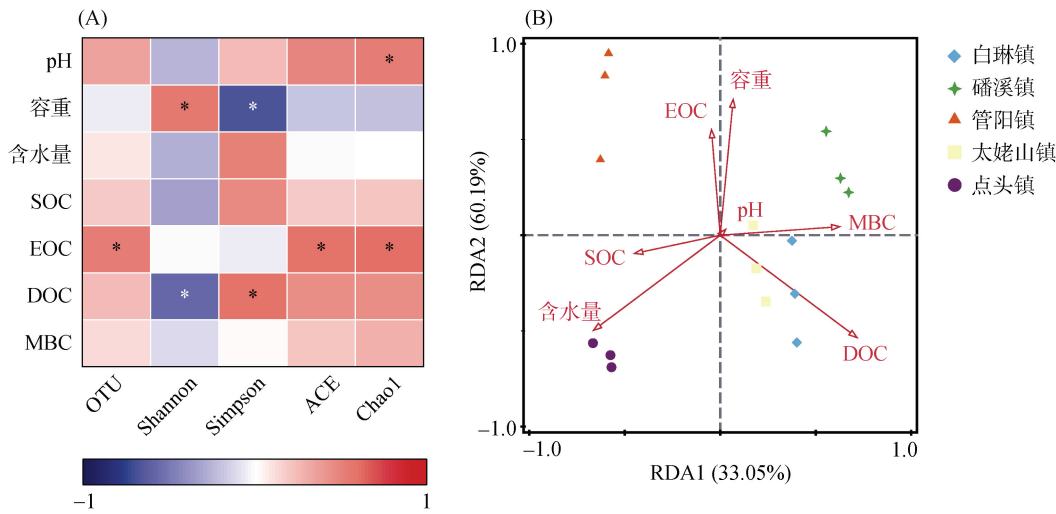 (A)
pH
容重
含水量
SOC
EOC
DOC
MBC
* * * * * * * *
OTU
Shannon
Simpson
ACE
Chao1
−1
1
(B)
1.0
−1.0
−1.0
1.0
RDA2 (60.19%)
RDA1 (33.05%)
容重
EOC
pH
MBC
SOC
含水量
DOC
白琳镇
磻溪镇
管阳镇
太姥山镇
点头镇